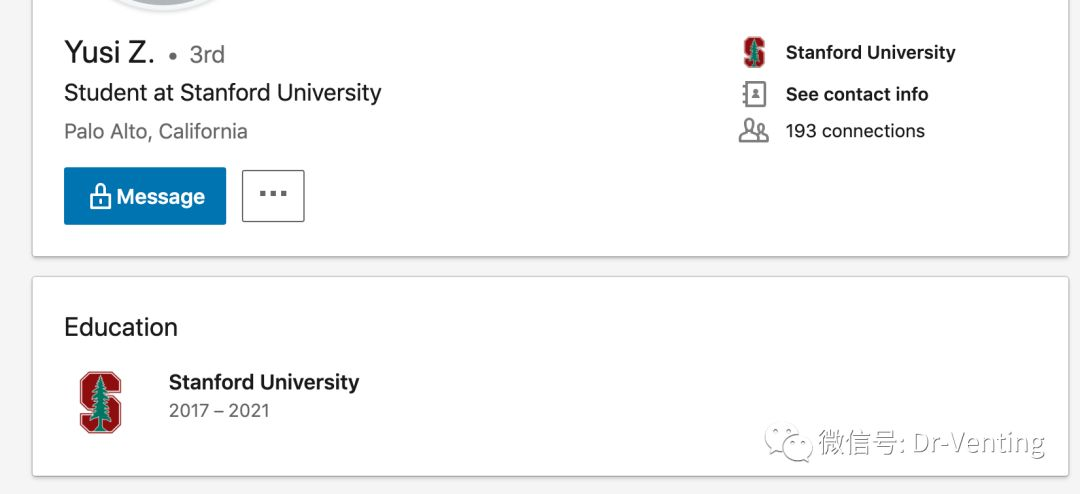 Yusi Z. • 3rd
Student at Stanford University
Palo Alto, California
Message
...
Stanford University
See contact info
193 connections
Education
Stanford University
2017 – 2021
微信号: Dr-Venting